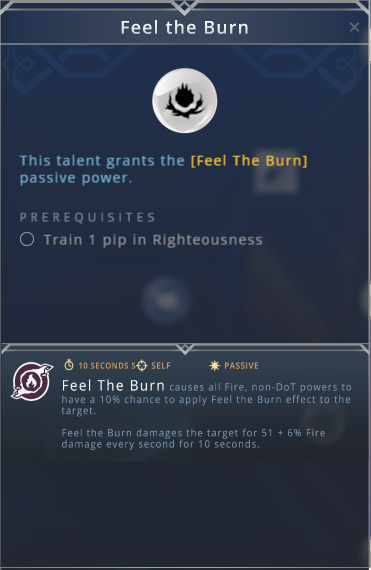 Feel the Burn
This talent grants the [Feel The Burn]
passive power.
PREREQUISITES
Train 1 pip in Righteousness
10 SECONDS S SELF PASSIVE
Feel The Burn causes all Fire, non-DoT powers to
have a 10% chance to apply Feel the Burn effect to the
target.
Feel the Burn damages the target for 51 + 6% Fire
damage every second for 10 seconds.